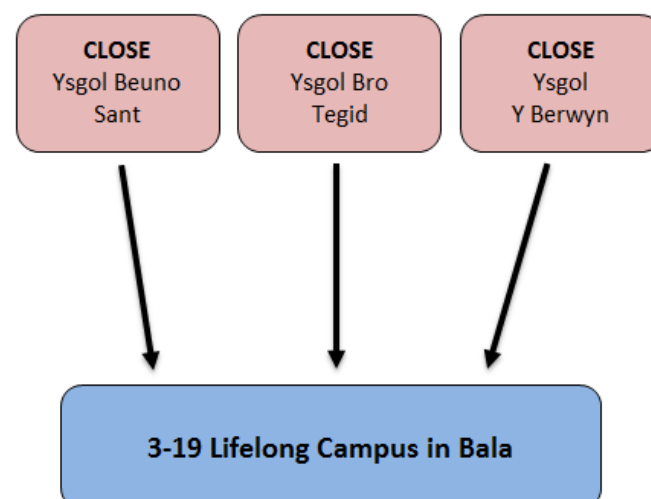 CLOSE
Ysgol Beuno
Sant
CLOSE
Ysgol Bro
Tegid
CLOSE
Ysgol
Y Berwyn
3-19 Lifelong Campus in Bala